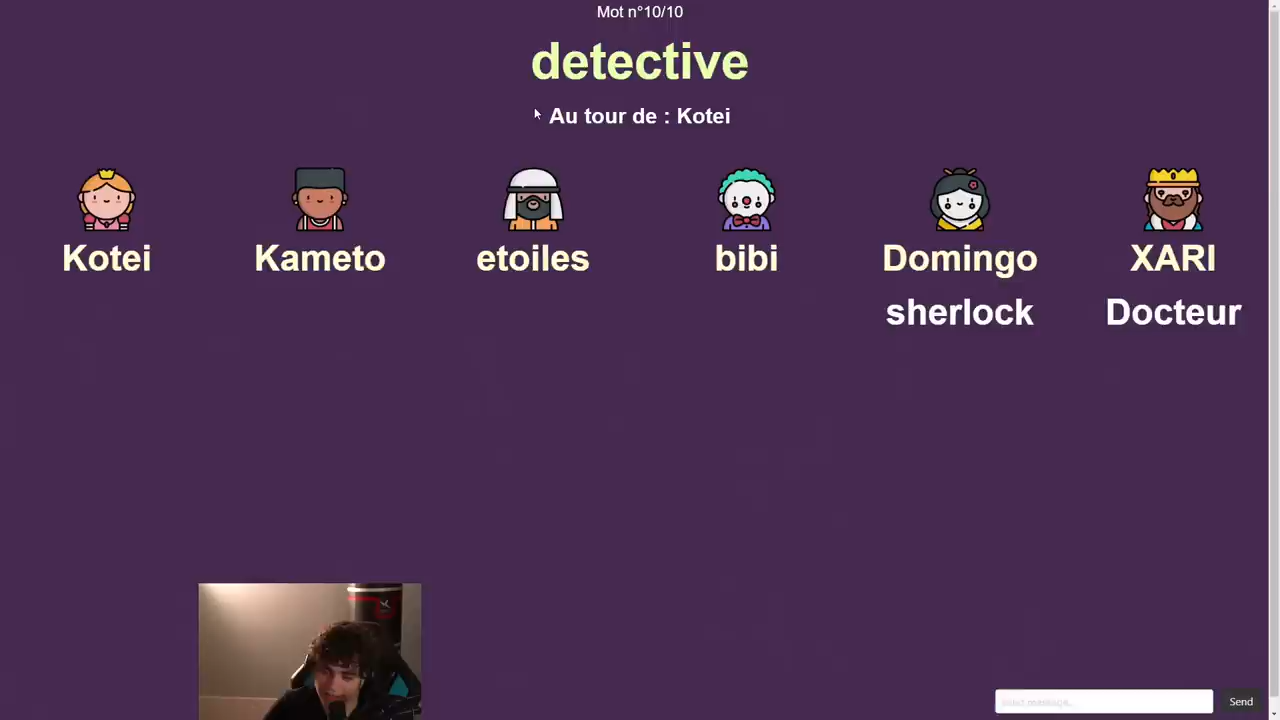 Mot n°10/10
detective
Au tour de : Kotei
Kotei
Kameto
etoiles
bibi
Domingo
XARI
sherlock
Docteur
Send